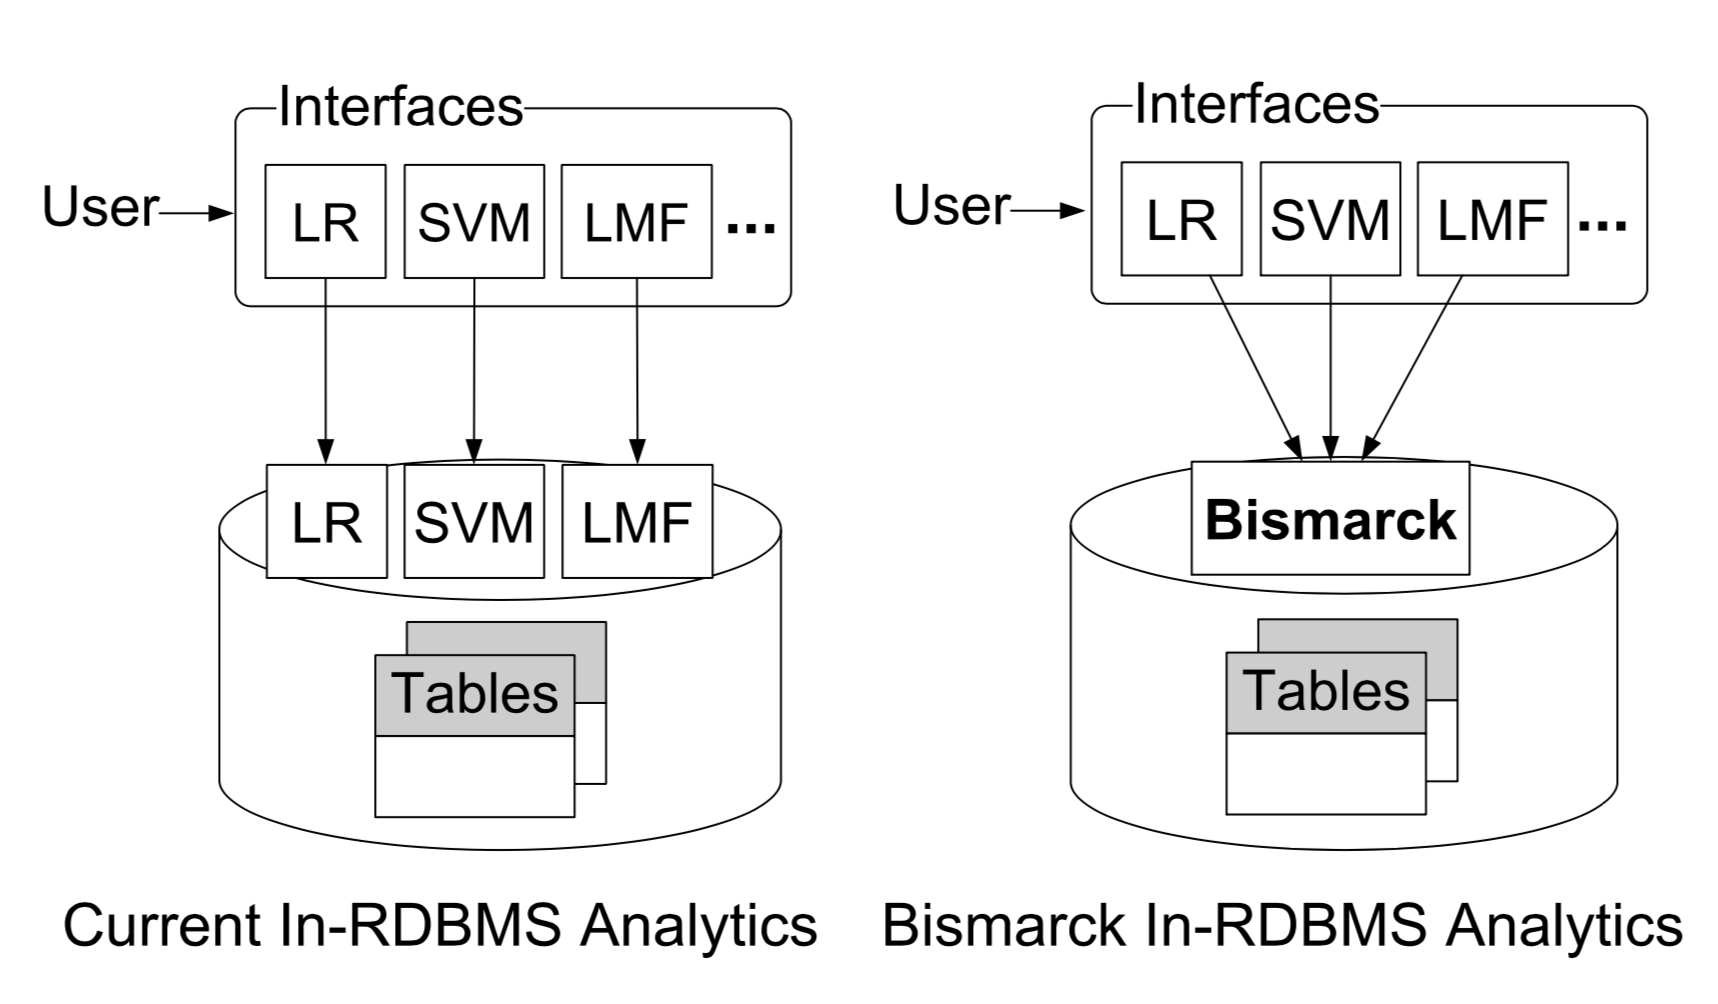 Interfaces
User LR SVM LMF ...
LR SVM LMF
Tables
Current In-RDBMS Analytics
Interfaces
User LR SVM LMF ...
Bismarck
Tables
Bismarck In-RDBMS Analytics